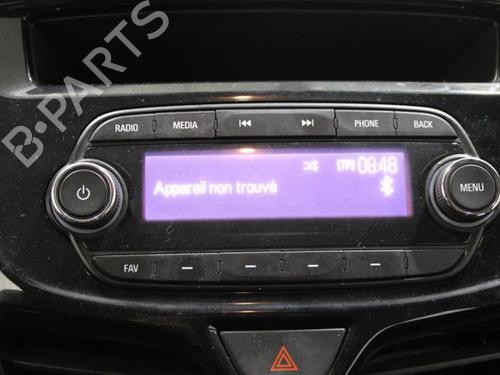 B-PARTS
RADIO MEDIA PHONE BACK
[TP] 08:48
Appareil non trouvé
MENU
FAV